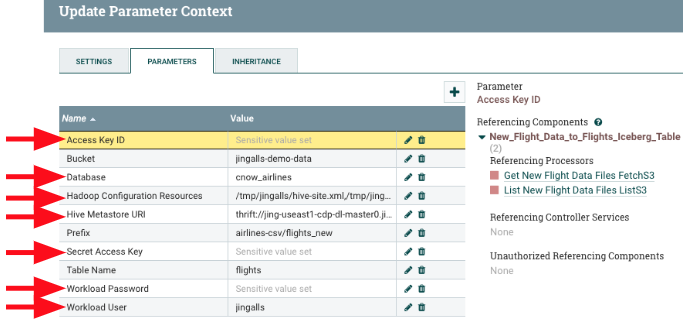 Update Parameter Context
SETTINGS
PARAMETERS
INHERITANCE
Name
Value
Access Key ID
Sensitive value set
Bucket
jingalls-demo-data
Database
cnow_airlines
Hadoop Configuration Resources
/tmp/jingalls/hive-site.xml,/tmp/jing...
Hive Metastore URI
thrift://jing-useast1-cdp-dl-master0.ji...
Prefix
airlines-csv/flights_new
Secret Access Key
Sensitive value set
Table Name
flights
Workload Password
Sensitive value set
Workload User
jingalls
Parameter
Access Key ID
Referencing Components
New_Flight_Data_to_Flights_Iceberg_Table
(2)
Referencing Processors
Get New Flight Data Files FetchS3
List New Flight Data Files ListS3
Referencing Controller Services
None
Unauthorized Referencing Components
None